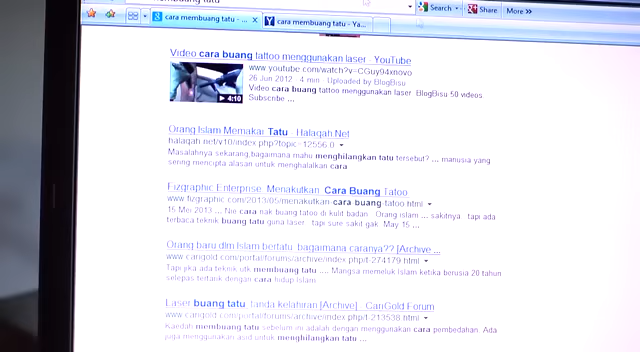 membuang tatu
Search
Share
More »
cara membuang tatu - ...
cara membuang tatu - Ya...
Video cara buang tattoo menggunakan laser - YouTube
www.youtube.com/watch?v=CGuy94xnovo
26 Jun 2012 - 4 min - Uploaded by BlogBisu
Video cara buang tattoo menggunakan laser BlogBisu 50 videos.
Subscribe ...
4:10
Orang Islam Memakai Tatu - Halaqah.Net
halaqah.net/v10/index.php?topic=12556.0
Masalahnya sekarang,bagaimana mahu menghilangkan tatu tersebut? ... manusia yang
sering mencipta alasan untuk menghalalkan cara
Fizgraphic Enterprise: Menakutkan, Cara Buang Tatoo
www.fizgraphic.com/2013/05/menakutkan-cara-buang-tatoo.html
15 Mei 2013 ... Nie cara nak buang tatoo di kulit badan. Orang islam ... sakitnya. tapi ada
terbaca teknik buang tatu guna laser. tapi sure sakit gak. May 15 ...
Orang baru dlm Islam bertatu, bagaimana caranya?? [Archive ...
www.carigold.com/portal/forums/archive/index.php/t-274179.html
Tapi jika ada teknik utk membuang tatu .... Mangsa memeluk Islam ketika berusia 20 tahun
selepas tertarik dengan cara hidup Islam.
Laser buang tatu, tanda kelahiran [Archive] - CariGold Forum
www.carigold.com/portal/forums/archive/index.php/t-213538.html
Kaedah membuang tatu sebelum ini adalah dengan menggunakan cara pembedahan. Ada
juga menggunakan asid untuk menghilangkan tatu ...